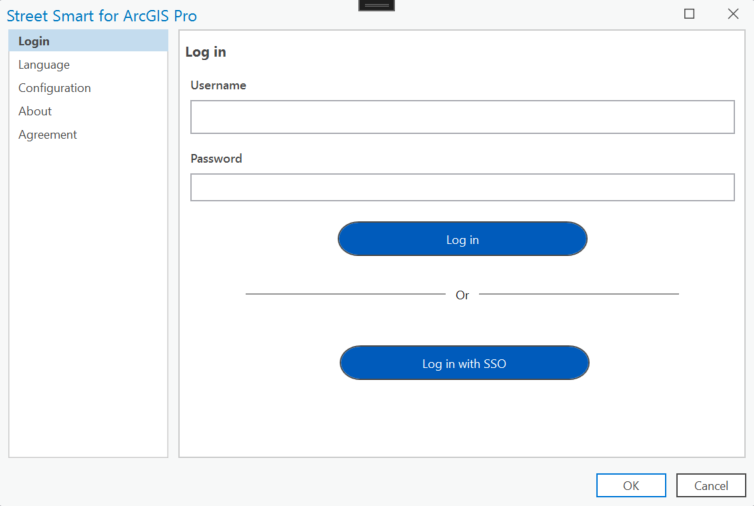 Street Smart for ArcGIS Pro
Login
Language
Configuration
About
Agreement
Log in
Username
Password
Log in
Or
Log in with SSO
OK
Cancel